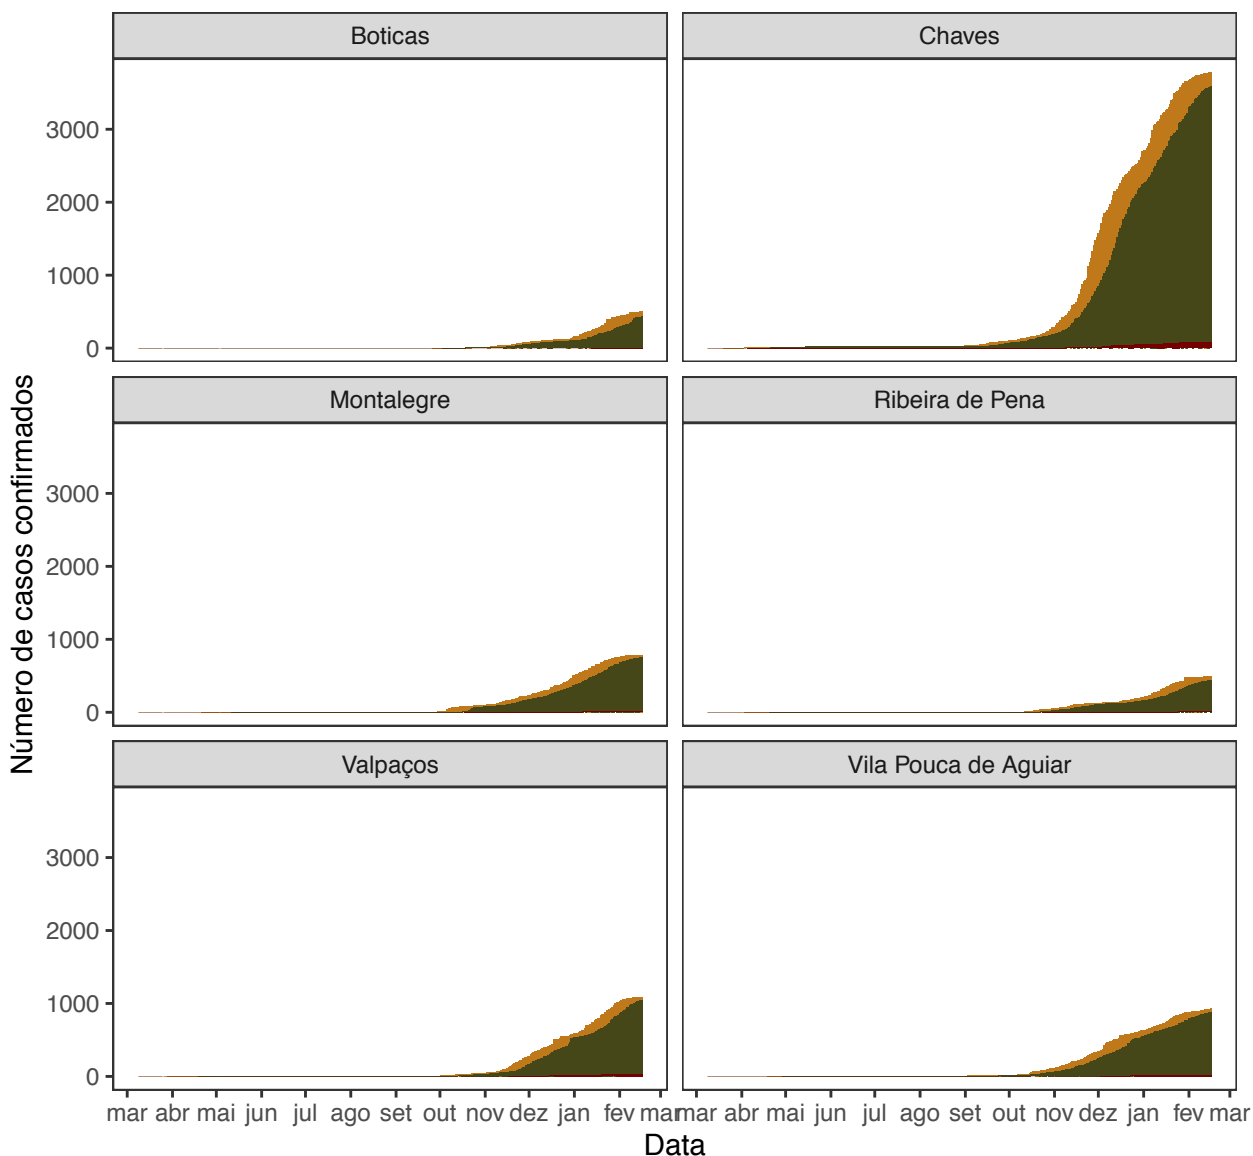 Boticas
Chaves
3000
2000
1000
0
Montalegre
Ribeira de Pena
3000
2000
1000
0
Número de casos confirmados
Valpaços
Vila Pouca de Aguiar
3000
2000
1000
0
mar abr mai jun jul ago set out nov dez jan fev mar
mar abr mai jun jul ago set out nov dez jan fev mar
Data